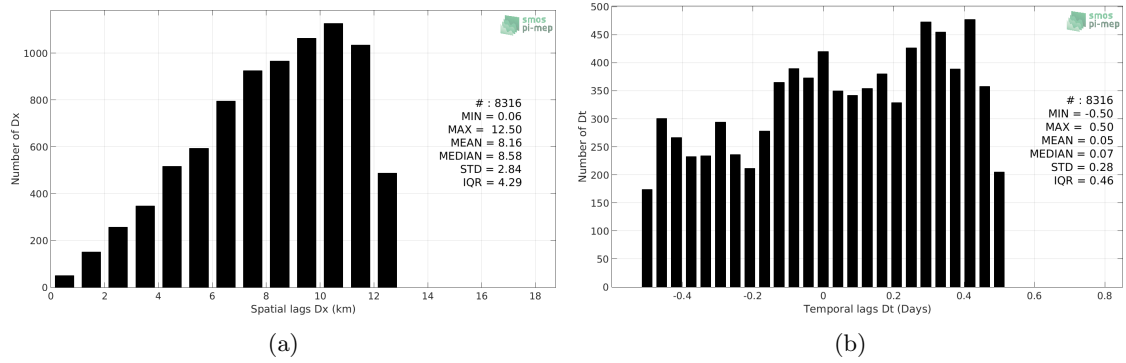 smos
pi-mep
1000
800
600
400
200
0
Number of Dx
# : 8316
MIN = 0.06
MAX = 12.50
MEAN = 8.16
MEDIAN = 8.58
STD = 2.84
IQR = 4.29
0 2 4 6 8 10 12 14 16 18
Spatial lags Dx (km)
(a)
smos
pi-mep
500
450
400
350
300
250
200
150
100
50
0
Number of Dt
# : 8316
MIN = -0.50
MAX = 0.50
MEAN = 0.05
MEDIAN = 0.07
STD = 0.28
IQR = 0.46
-0.4 -0.2 0 0.2 0.4 0.6 0.8
Temporal lags Dt (Days)
(b)